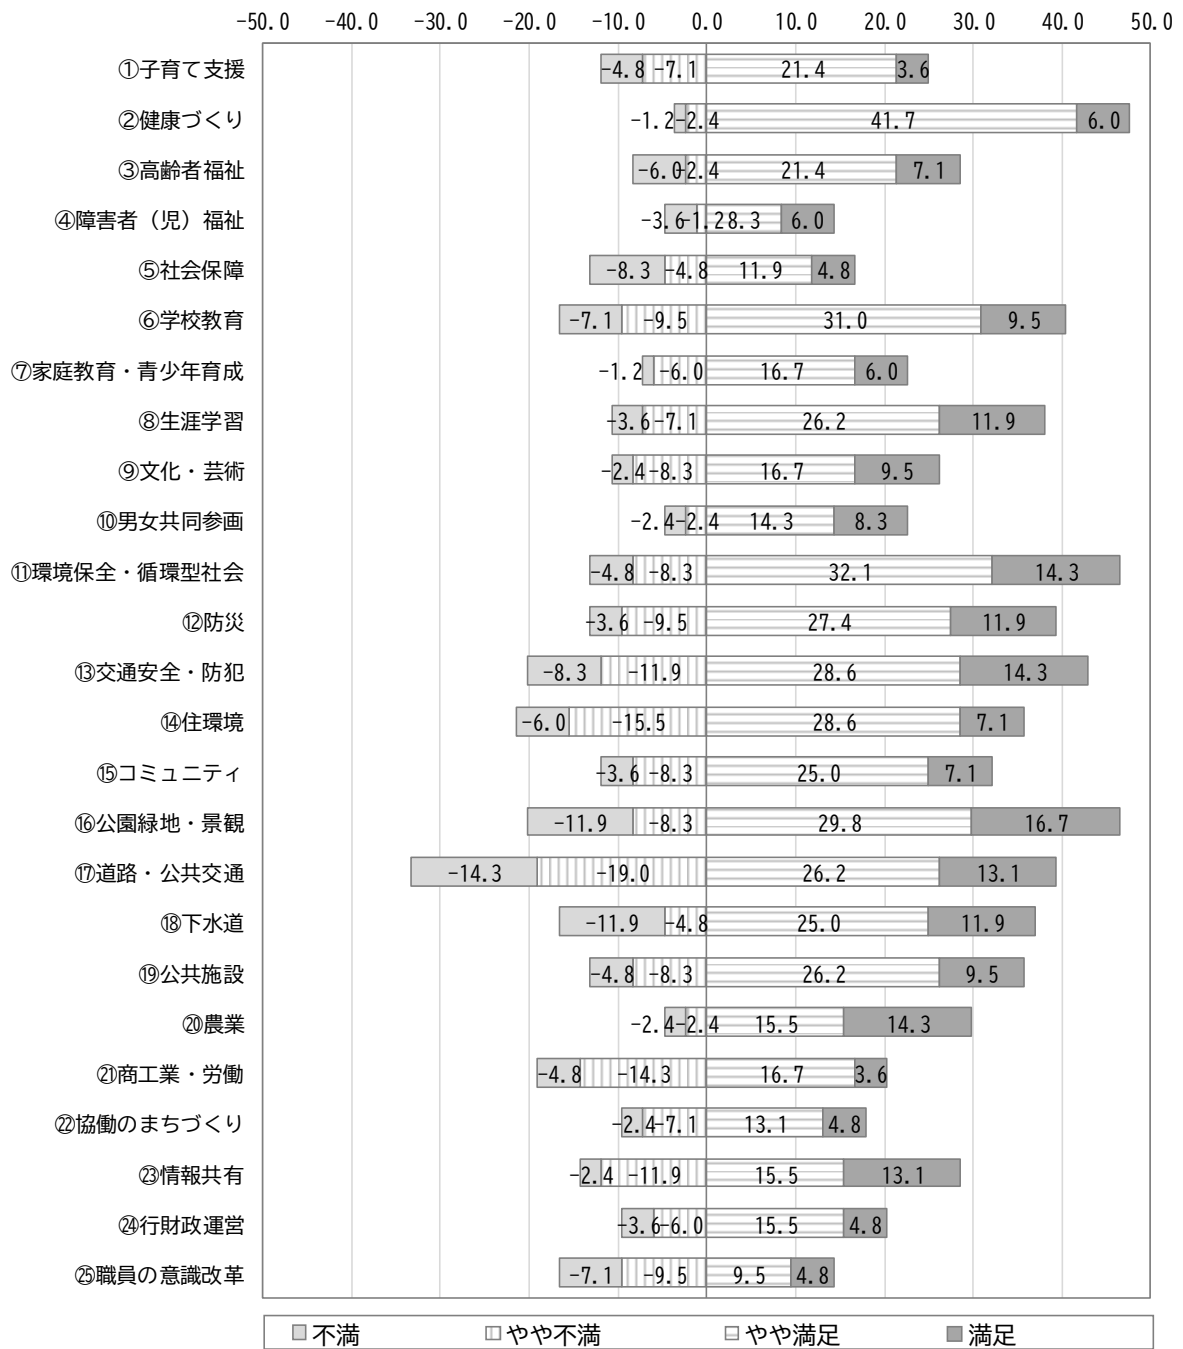 -50.0 -40.0 -30.0 -20.0 -10.0 0.0 10.0 20.0 30.0 40.0 50.0
①子育て支援 -4.8 -7.1 21.4 3.6
②健康づくり -1.2 -2.4 41.7 6.0
③高齢者福祉 -6.0 -2.4 21.4 7.1
④障害者（児）福祉 -3.6 -1.2 8.3 6.0
⑤社会保障 -8.3 -4.8 11.9 4.8
⑥学校教育 -7.1 -9.5 31.0 9.5
⑦家庭教育・青少年育成 -1.2 -6.0 16.7 6.0
⑧生涯学習 -3.6 -7.1 26.2 11.9
⑨文化・芸術 -2.4 -8.3 16.7 9.5
⑩男女共同参画 -2.4 -2.4 14.3 8.3
⑪環境保全・循環型社会 -4.8 -8.3 32.1 14.3
⑫防災 -3.6 -9.5 27.4 11.9
⑬交通安全・防犯 -8.3 -11.9 28.6 14.3
⑭住環境 -6.0 -15.5 28.6 7.1
⑮コミュニティ -3.6 -8.3 25.0 7.1
⑯公園緑地・景観 -11.9 -8.3 29.8 16.7
⑰道路・公共交通 -14.3 -19.0 26.2 13.1
⑱下水道 -11.9 -4.8 25.0 11.9
⑲公共施設 -4.8 -8.3 26.2 9.5
⑳農業 -2.4 -2.4 15.5 14.3
㉑商工業・労働 -4.8 -14.3 16.7 3.6
㉒協働のまちづくり -2.4 -7.1 13.1 4.8
㉓情報共有 -2.4 -11.9 15.5 13.1
㉔行財政運営 -3.6 -6.0 15.5 4.8
㉕職員の意識改革 -7.1 -9.5 9.5 4.8
不満 やや不満 やや満足 満足